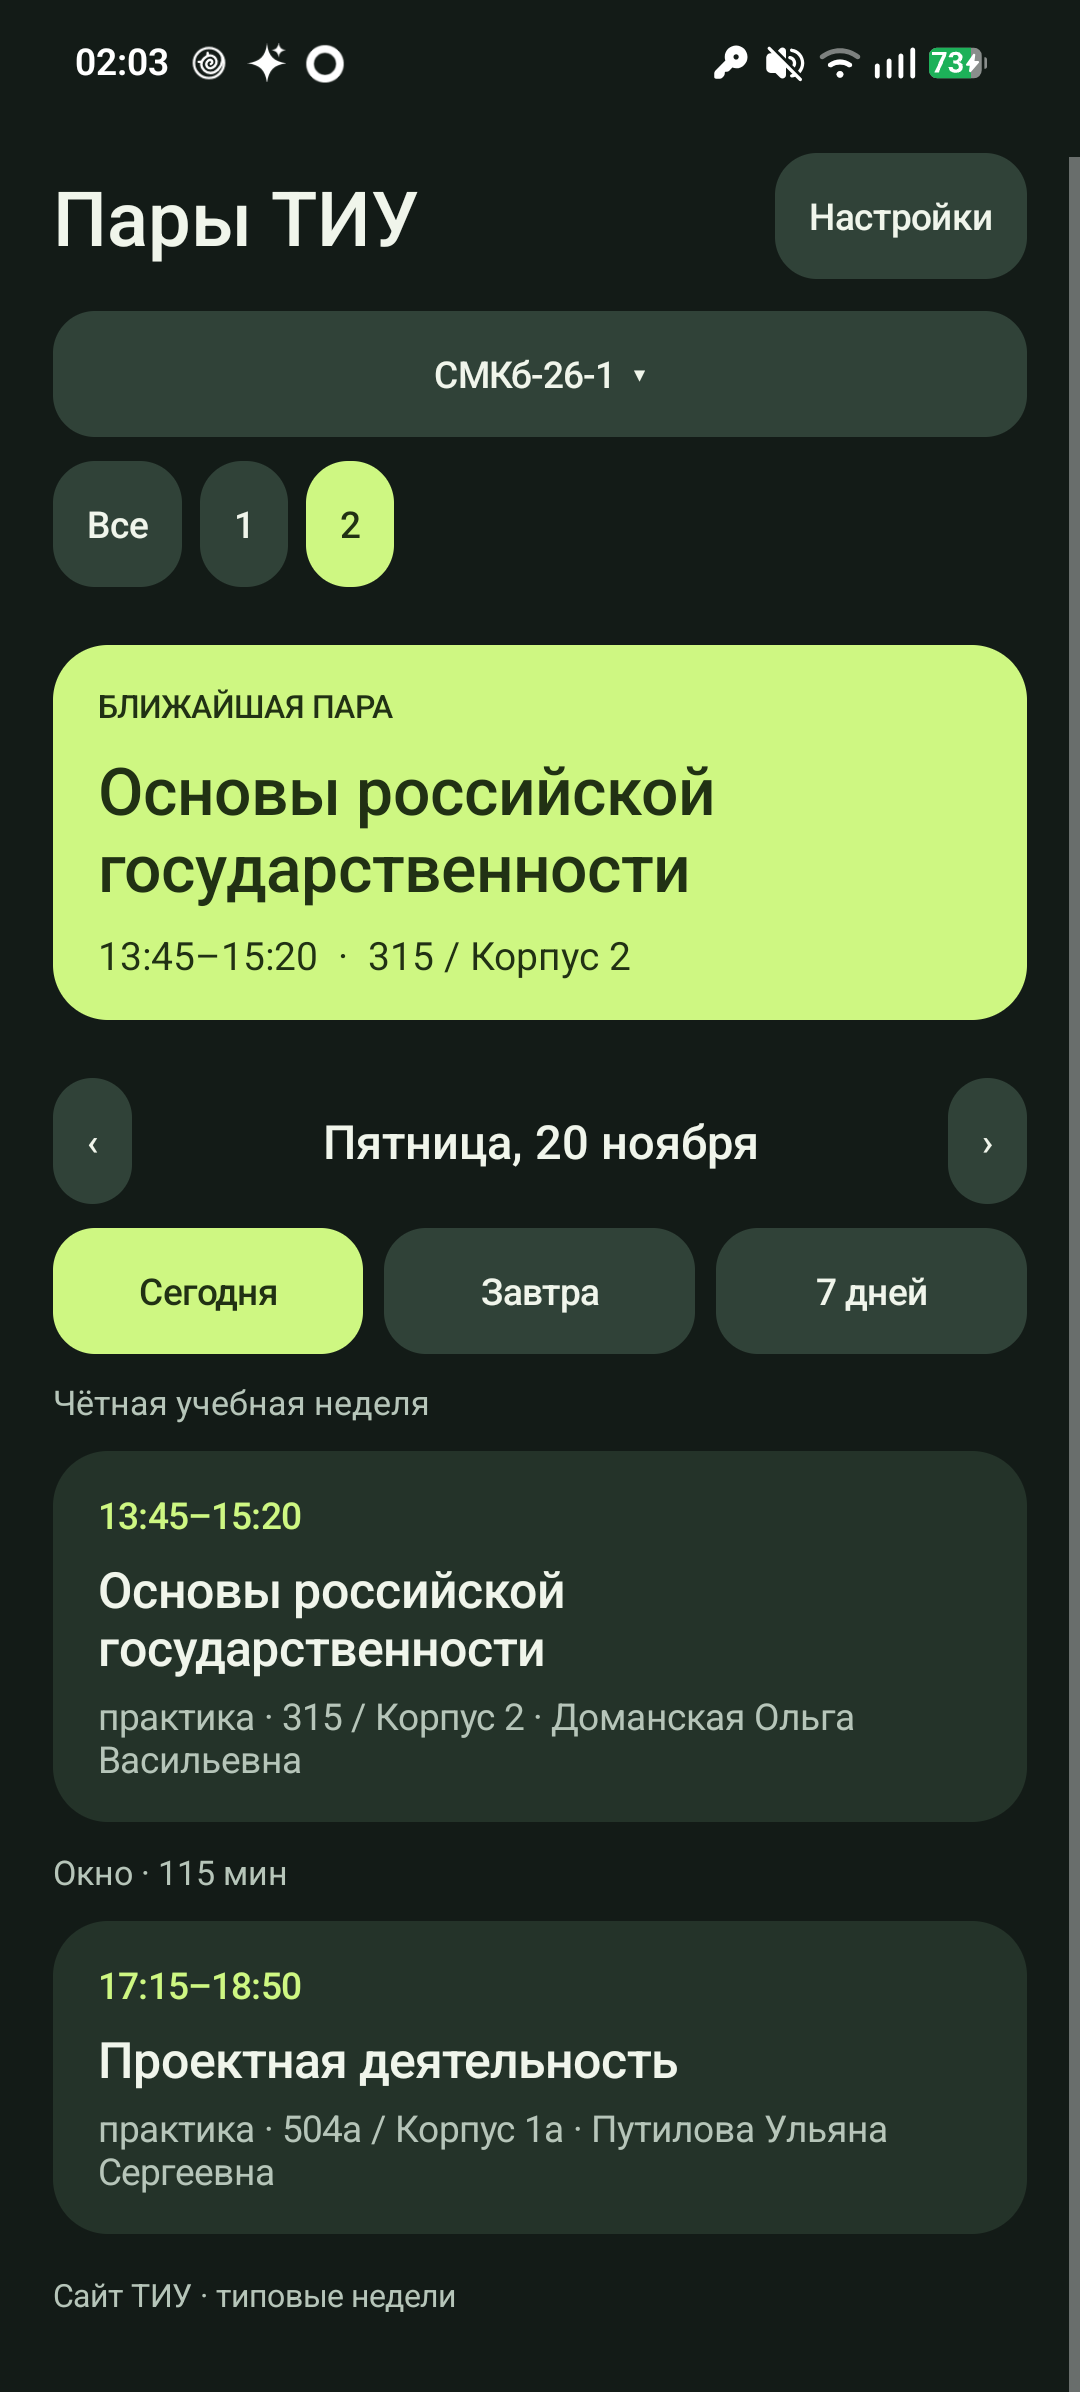 02:03
73
Пары ТИУ
Настройки
СМКб-26-1 ▾
Все 1 2
БЛИЖАЙШАЯ ПАРА
Основы российской
государственности
13:45–15:20 · 315 / Корпус 2
‹ Пятница, 20 ноября ›
Сегодня Завтра 7 дней
Чётная учебная неделя
13:45–15:20
Основы российской
государственности
практика · 315 / Корпус 2 · Доманская Ольга
Васильевна
Окно · 115 мин
17:15–18:50
Проектная деятельность
практика · 504а / Корпус 1а · Путилова Ульяна
Сергеевна
Сайт ТИУ · типовые недели